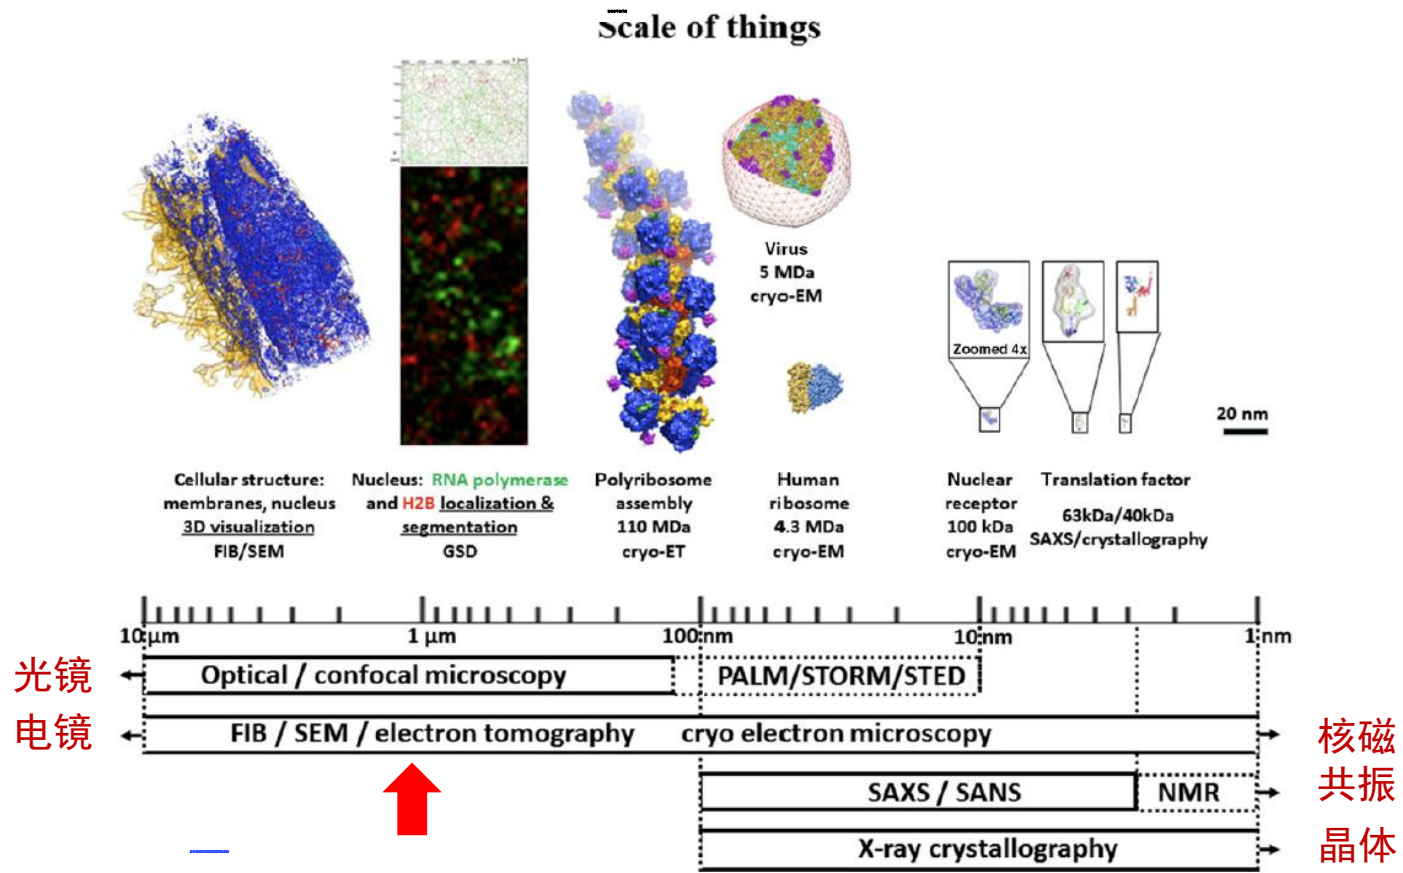 Scale of things
Virus
5 MDa
cryo-EM
Zoomed 4x
20 nm
Cellular structure:
membranes, nucleus
3D visualization
FIB/SEM
Nucleus: RNA polymerase
and H2B localization &
segmentation
GSD
Polyribosome
assembly
110 MDa
cryo-ET
Human
ribosome
4.3 MDa
cryo-EM
Nuclear
receptor
100 kDa
cryo-EM
Translation factor
63kDa/40kDa
SAXS/crystallography
10 µm 1 µm 100 nm 10 nm 1 nm
光镜 Optical / confocal microscopy PALM/STORM/STED
电镜 FIB / SEM / electron tomography cryo electron microscopy
核磁
共振
SAXS / SANS NMR
X-ray crystallography 晶体